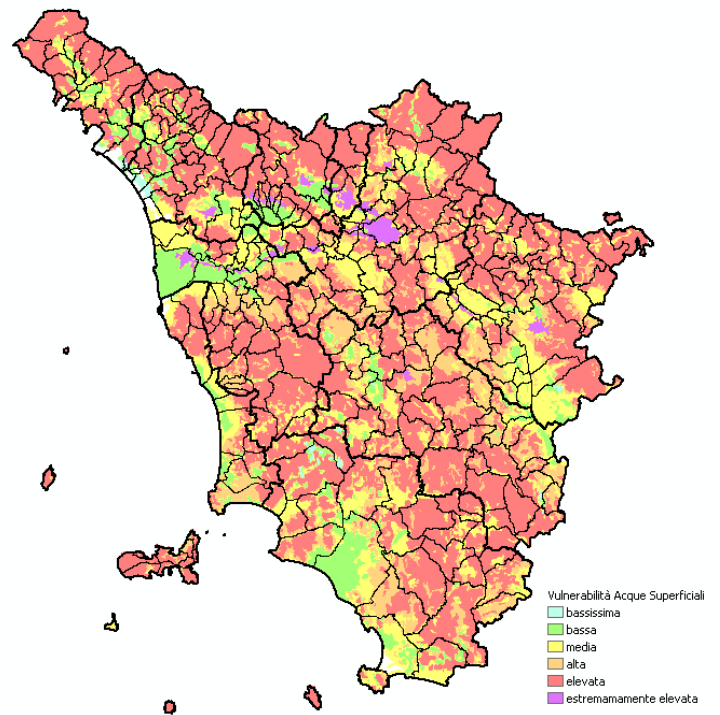 Vulnerabilità Acque Superficiali
bassissima
bassa
media
alta
elevata
estremamamente elevata